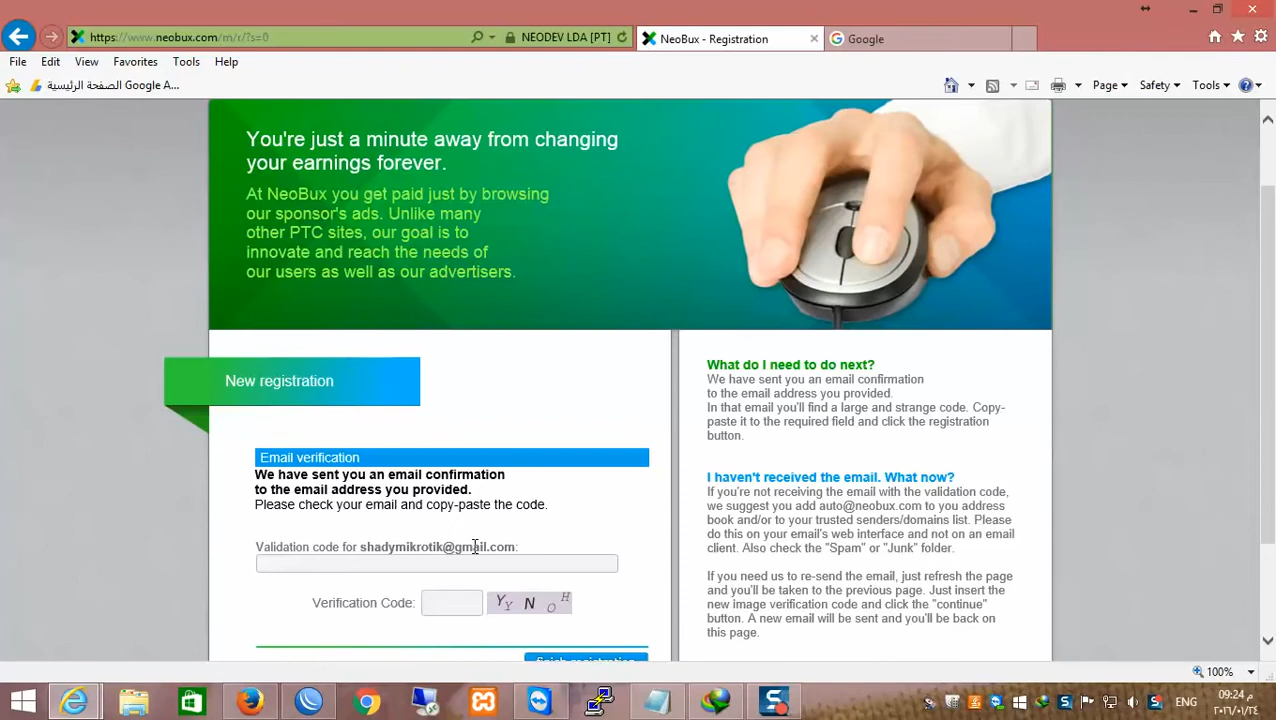 https://www.neobux.com/m/r/?s=0
NEODEV LDA [PT]
NeoBux - Registration
Google
File Edit View Favorites Tools Help
الصفحة الرئيسية Google A...
Page Safety Tools
You're just a minute away from changing
your earnings forever.
At NeoBux you get paid just by browsing
our sponsor's ads. Unlike many
other PTC sites, our goal is to
innovate and reach the needs of
our users as well as our advertisers.
New registration
Email verification
We have sent you an email confirmation
to the email address you provided.
Please check your email and copy-paste the code.
Validation code for shadymikrotik@gmail.com:
Verification Code:
Y Y N O H
finish registration
What do I need to do next?
We have sent you an email confirmation
to the email address you provided.
In that email you'll find a large and strange code. Copy-
paste it to the required field and click the registration
button.
I haven't received the email. What now?
If you're not receiving the email with the validation code,
we suggest you add auto@neobux.com to you address
book and/or to your trusted senders/domains list. Please
do this on your email's web interface and not on an email
client. Also check the "Spam" or "Junk" folder.
If you need us to re-send the email, just refresh the page
and you'll be taken to the previous page. Just insert the
new image verification code and click the "continue"
button. A new email will be sent and you'll be back on
this page.
100%
ENG
09:24 م